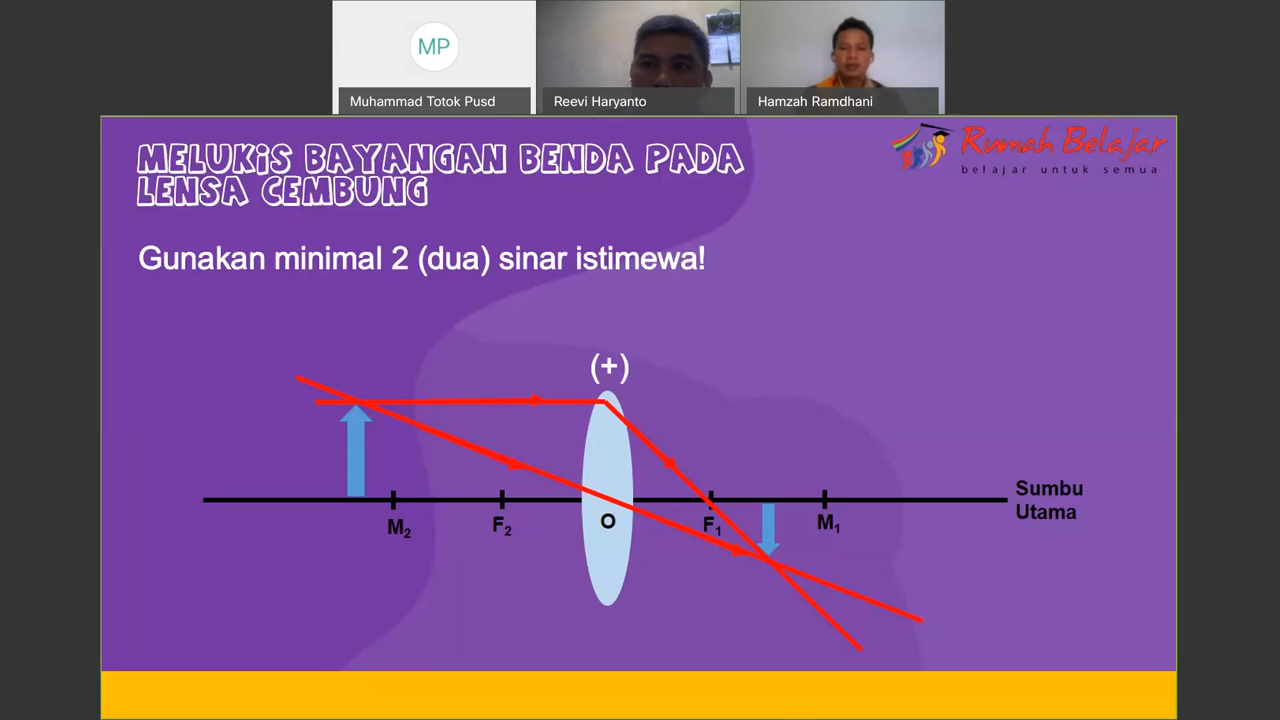 MP
Muhammad Totok Pusd
Reevi Haryanto
Hamzah Ramdhani
MELUKiS BAYANGAN BENDA PADA
LENSA CEMBUNG
Rumah Belajar
belajar untuk semua
Gunakan minimal 2 (dua) sinar istimewa!
(+)
Sumbu
Utama
M₂
F₂
O
F₁
M₁